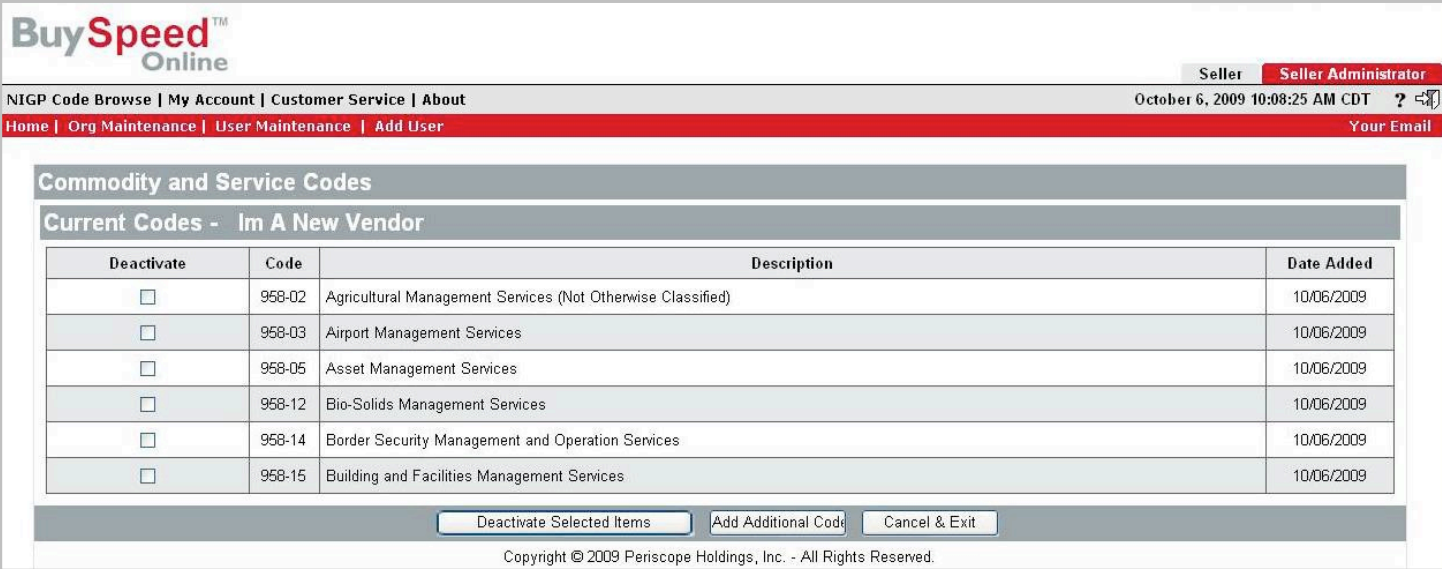 BuySpeed™
Online
Seller Seller Administrator
NIGP Code Browse | My Account | Customer Service | About October 6, 2009 10:08:25 AM CDT ?
Home | Org Maintenance | User Maintenance | Add User Your Email
Commodity and Service Codes
Current Codes - Im A New Vendor
Deactivate Code Description Date Added
958-02 Agricultural Management Services (Not Otherwise Classified) 10/06/2009
958-03 Airport Management Services 10/06/2009
958-05 Asset Management Services 10/06/2009
958-12 Bio-Solids Management Services 10/06/2009
958-14 Border Security Management and Operation Services 10/06/2009
958-15 Building and Facilities Management Services 10/06/2009
Deactivate Selected Items Add Additional Code Cancel & Exit
Copyright © 2009 Periscope Holdings, Inc. - All Rights Reserved.